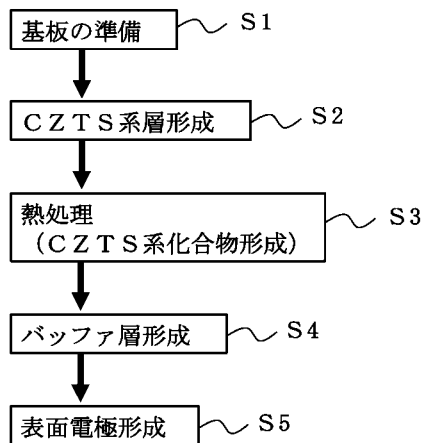 基板の準備 S1
CZTS系層形成 S2
熱処理
(CZTS系化合物形成) S3
バッファ層形成 S4
表面電極形成 S5